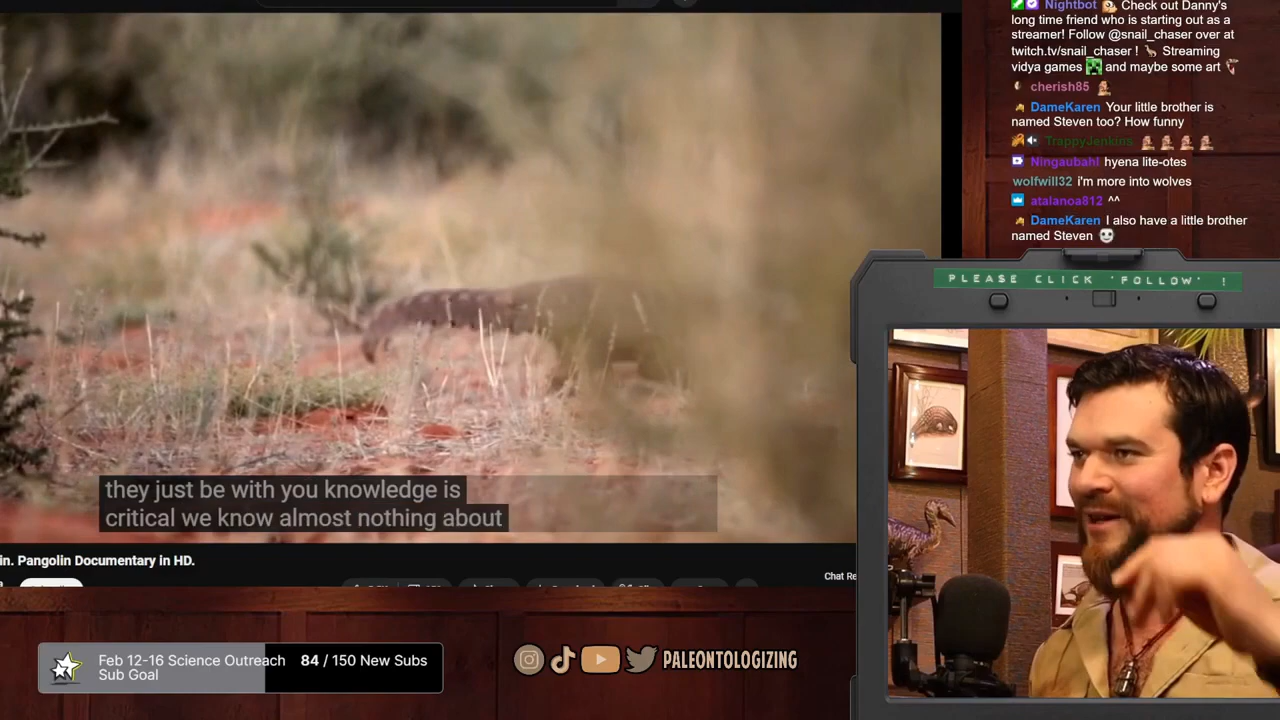 Nightbot Check out Danny's
long time friend who is starting out as a
streamer! Follow @snail_chaser over at
twitch.tv/snail_chaser ! Streaming
vidya games and maybe some art
cherish85
DameKaren Your little brother is
named Steven too? How funny
TrappyJenkins
Ningaubahl hyena lite-otes
wolfwill32 i'm more into wolves
atalanoa812 ^^
DameKaren I also have a little brother
named Steven
PLEASE CLICK 'FOLLOW' !
they just be with you knowledge is
critical we know almost nothing about
in. Pangolin Documentary in HD.
Chat Re
Feb 12-16 Science Outreach 84 / 150 New Subs
Sub Goal
PALEONTOLOGIZING